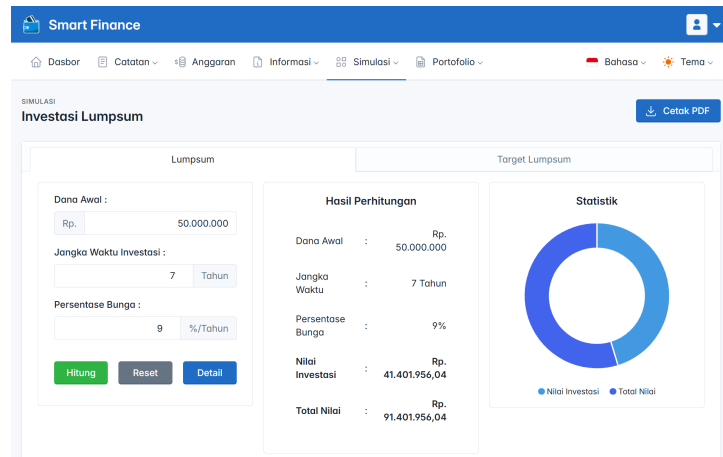 Smart Finance
Dasbor Catatan Anggaran Informasi Simulasi Portofolio Bahasa Tema
SIMULASI
Investasi Lumpsum
Cetak PDF
Lumpsum
Target Lumpsum
Dana Awal :
Rp. 50.000.000
Jangka Waktu Investasi :
7 Tahun
Persentase Bunga :
9 %/Tahun
Hitung Reset Detail
Hasil Perhitungan
Dana Awal : Rp.
50.000.000
Jangka
Waktu : 7 Tahun
Persentase
Bunga : 9%
Nilai
Investasi : Rp.
41.401.956,04
Total Nilai : Rp.
91.401.956,04
Statistik
Nilai Investasi Total Nilai